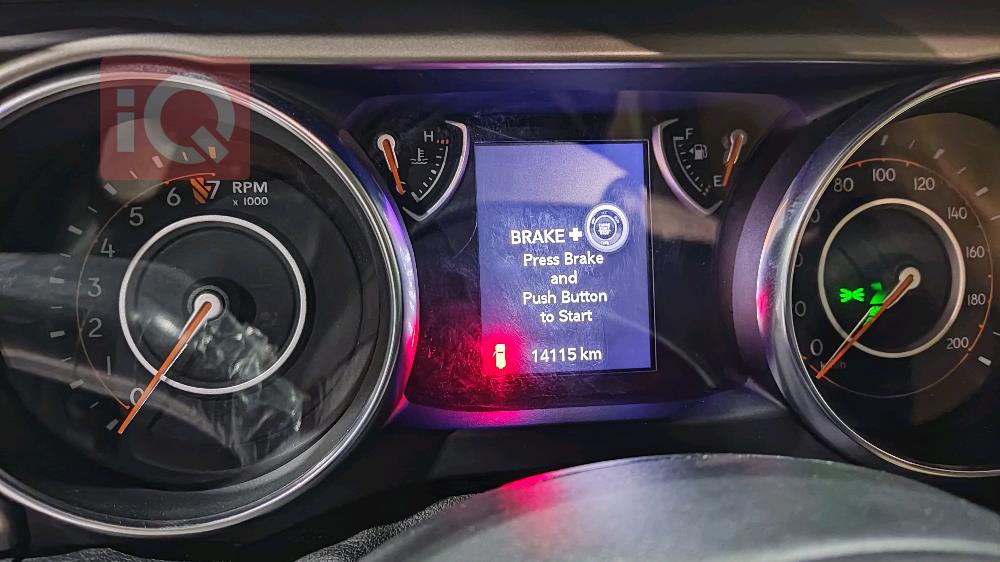 iQ
7
6
5
4
3
2
1
0
RPM
x 1000
H
F
E
BRAKE +
Press Brake
and
Push Button
to Start
14115 km
0
80
100
120
140
160
180
200